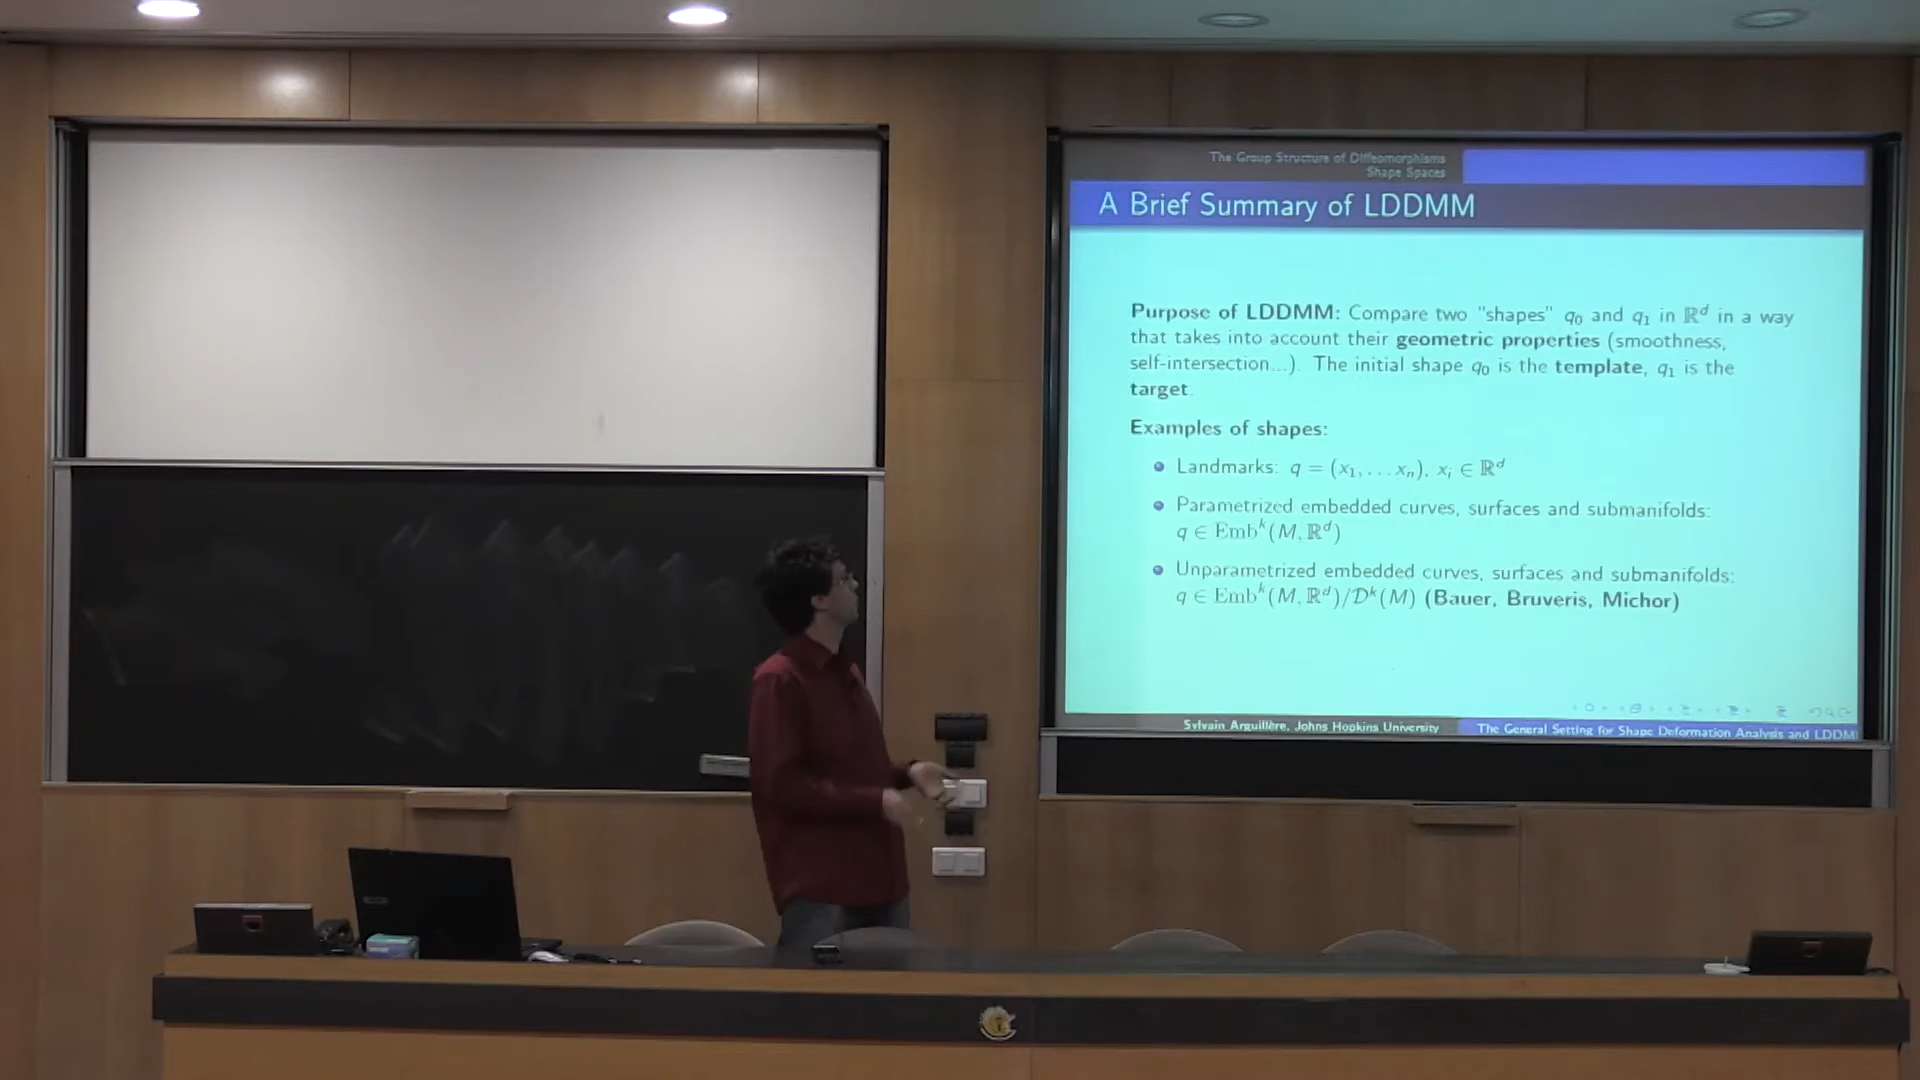 The Group Structure of Diffeomorphisms
Shape Spaces
A Brief Summary of LDDMM
Purpose of LDDMM: Compare two "shapes" q₀ and q₁ in ℝᵈ in a way
that takes into account their geometric properties (smoothness,
self-intersection...). The initial shape q₀ is the template, q₁ is the
target.
Examples of shapes:
Landmarks: q = (x₁, ... xₙ), xᵢ ∈ ℝᵈ
Parametrized embedded curves, surfaces and submanifolds:
q ∈ Embᵏ(M, ℝᵈ)
Unparametrized embedded curves, surfaces and submanifolds:
q ∈ Embᵏ(M, ℝᵈ)/𝒟ᵏ(M) (Bauer, Bruveris, Michor)
Sylvain Arguillère, Johns Hopkins University
The General Setting for Shape Deformation Analysis and LDDM